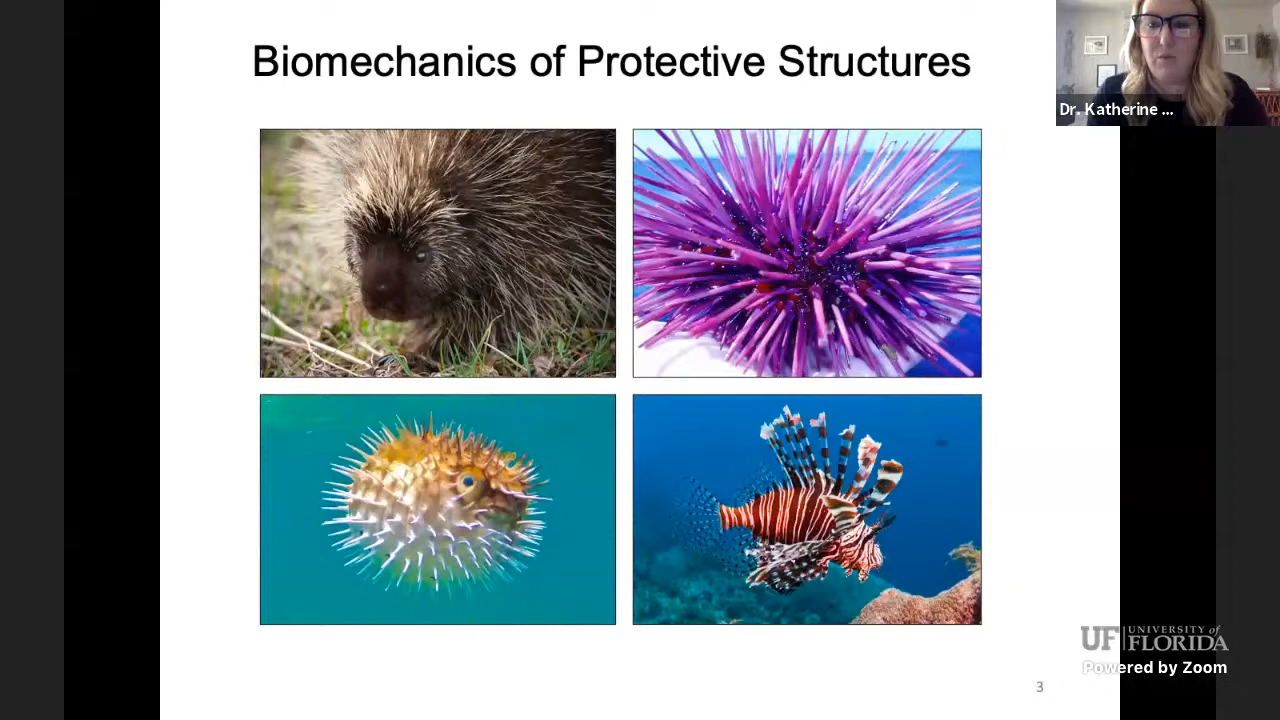 Biomechanics of Protective Structures
Dr. Katherine ...
UF UNIVERSITY of
FLORIDA
Powered by Zoom
3